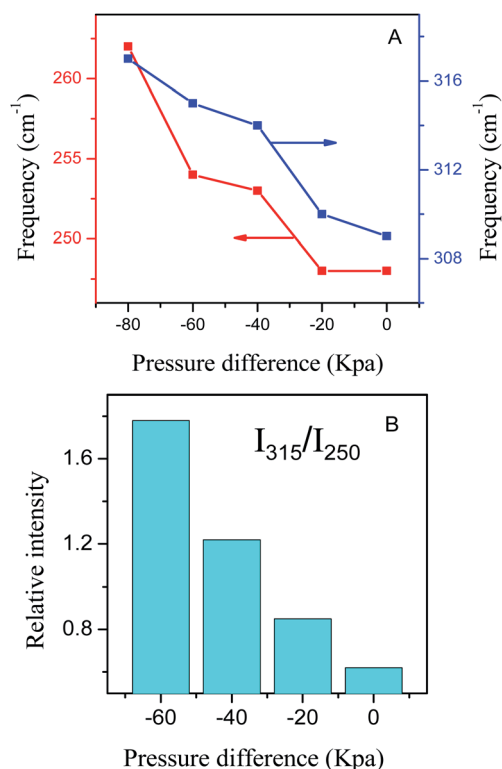 A
260
255
250
Frequency (cm-1)
316
312
308
Frequency (cm-1)
-80 -60 -40 -20 0
Pressure difference (Kpa)
B
I315/I250
1.6
1.2
0.8
Relative intensity
-60 -40 -20 0
Pressure difference (Kpa)